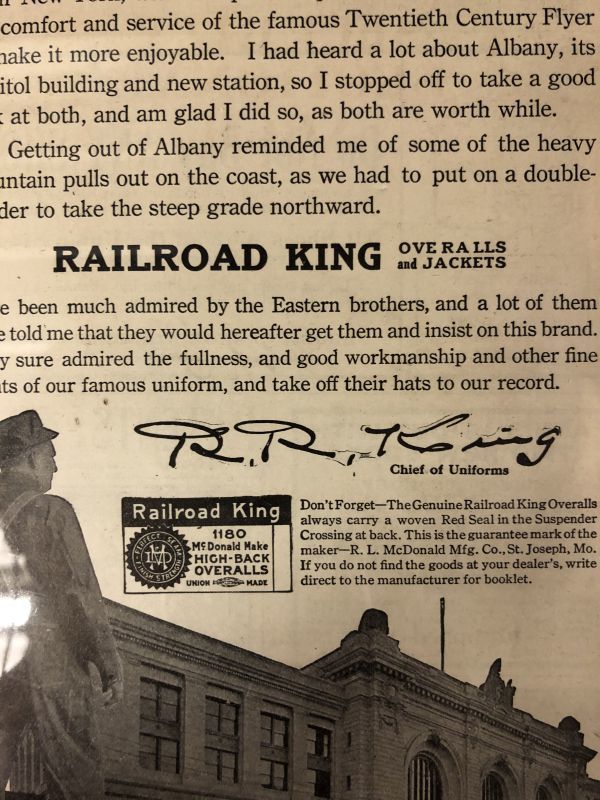 New York,
comfort and service of the famous Twentieth Century Flyer
make it more enjoyable. I had heard a lot about Albany, its
itol building and new station, so I stopped off to take a good
k at both, and am glad I did so, as both are worth while.
Getting out of Albany reminded me of some of the heavy
untain pulls out on the coast, as we had to put on a double-
der to take the steep grade northward.
RAILROAD KING OVERALLS and JACKETS
e been much admired by the Eastern brothers, and a lot of them
e told me that they would hereafter get them and insist on this brand.
y sure admired the fullness, and good workmanship and other fine
ts of our famous uniform, and take off their hats to our record.
R. R. King
Chief of Uniforms
Railroad King
1180
McDonald Make
HIGH-BACK
OVERALLS
UNION MADE
PERFECT SEAM
Don't Forget—The Genuine Railroad King Overalls
always carry a woven Red Seal in the Suspender
Crossing at back. This is the guarantee mark of the
maker—R. L. McDonald Mfg. Co., St. Joseph, Mo.
If you do not find the goods at your dealer's, write
direct to the manufacturer for booklet.